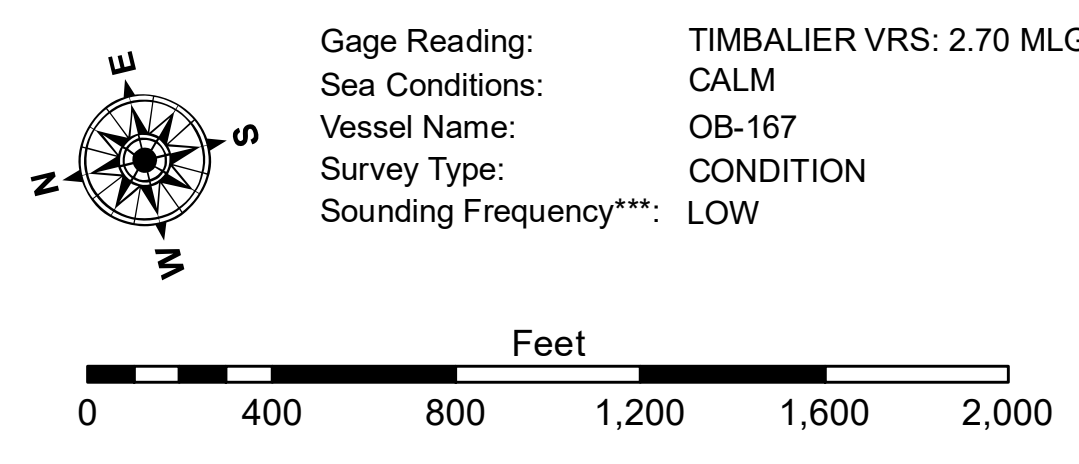 E
S
N
W
Gage Reading: TIMBALIER VRS: 2.70 MLG
Sea Conditions: CALM
Vessel Name: OB-167
Survey Type: CONDITION
Sounding Frequency***: LOW
Feet
0 400 800 1,200 1,600 2,000